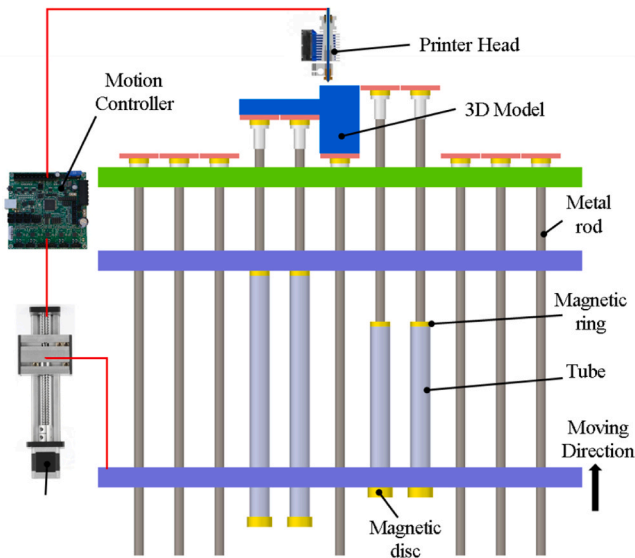 Printer Head
Motion
Controller
3D Model
Metal
rod
Magnetic
ring
Tube
Moving
Direction
Magnetic
disc